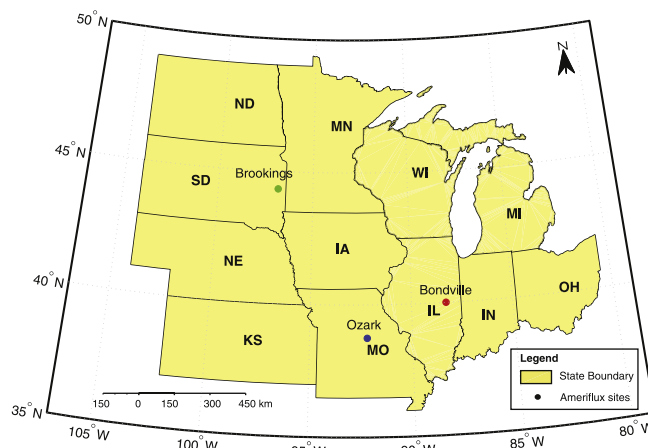 50°N
N
ND
MN
45°N
WI
Brookings
SD
MI
IA
NE
40°N
OH
Bondville
IL
IN
Ozark
KS
MO
Legend
State Boundary
Ameriflux sites
150 0 150 300 450 km
35°N
105°W
100°W
95°W
90°W
85°W
80°W